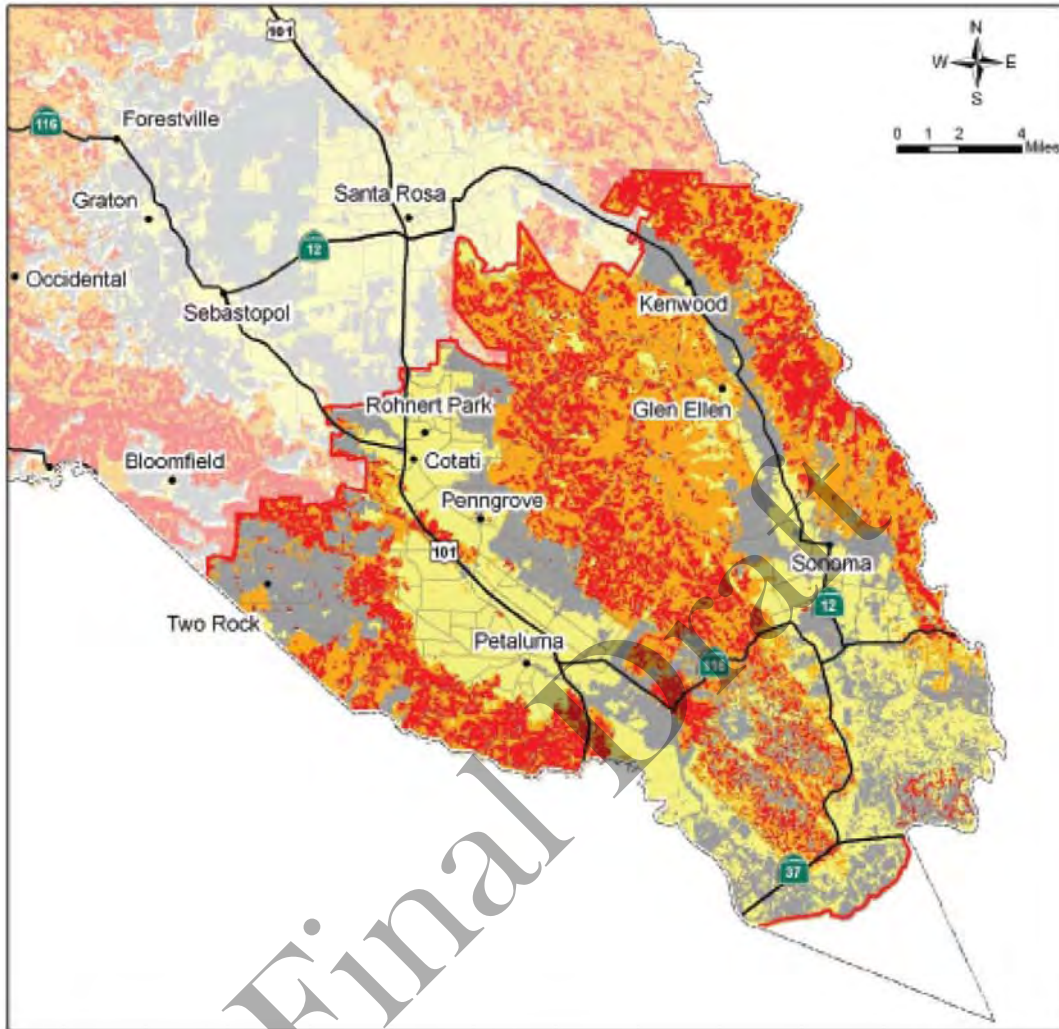 101
N
W E
S
116
Forestville
0 1 2 4
Miles
Graton
Santa Rosa
12
Occidental
Sebastopol
Kenwood
Rohnert Park
Glen Ellen
Bloomfield
Cotati
Penngrove
101
Sonoma
12
Two Rock
Petaluma
116
37
Final Draft